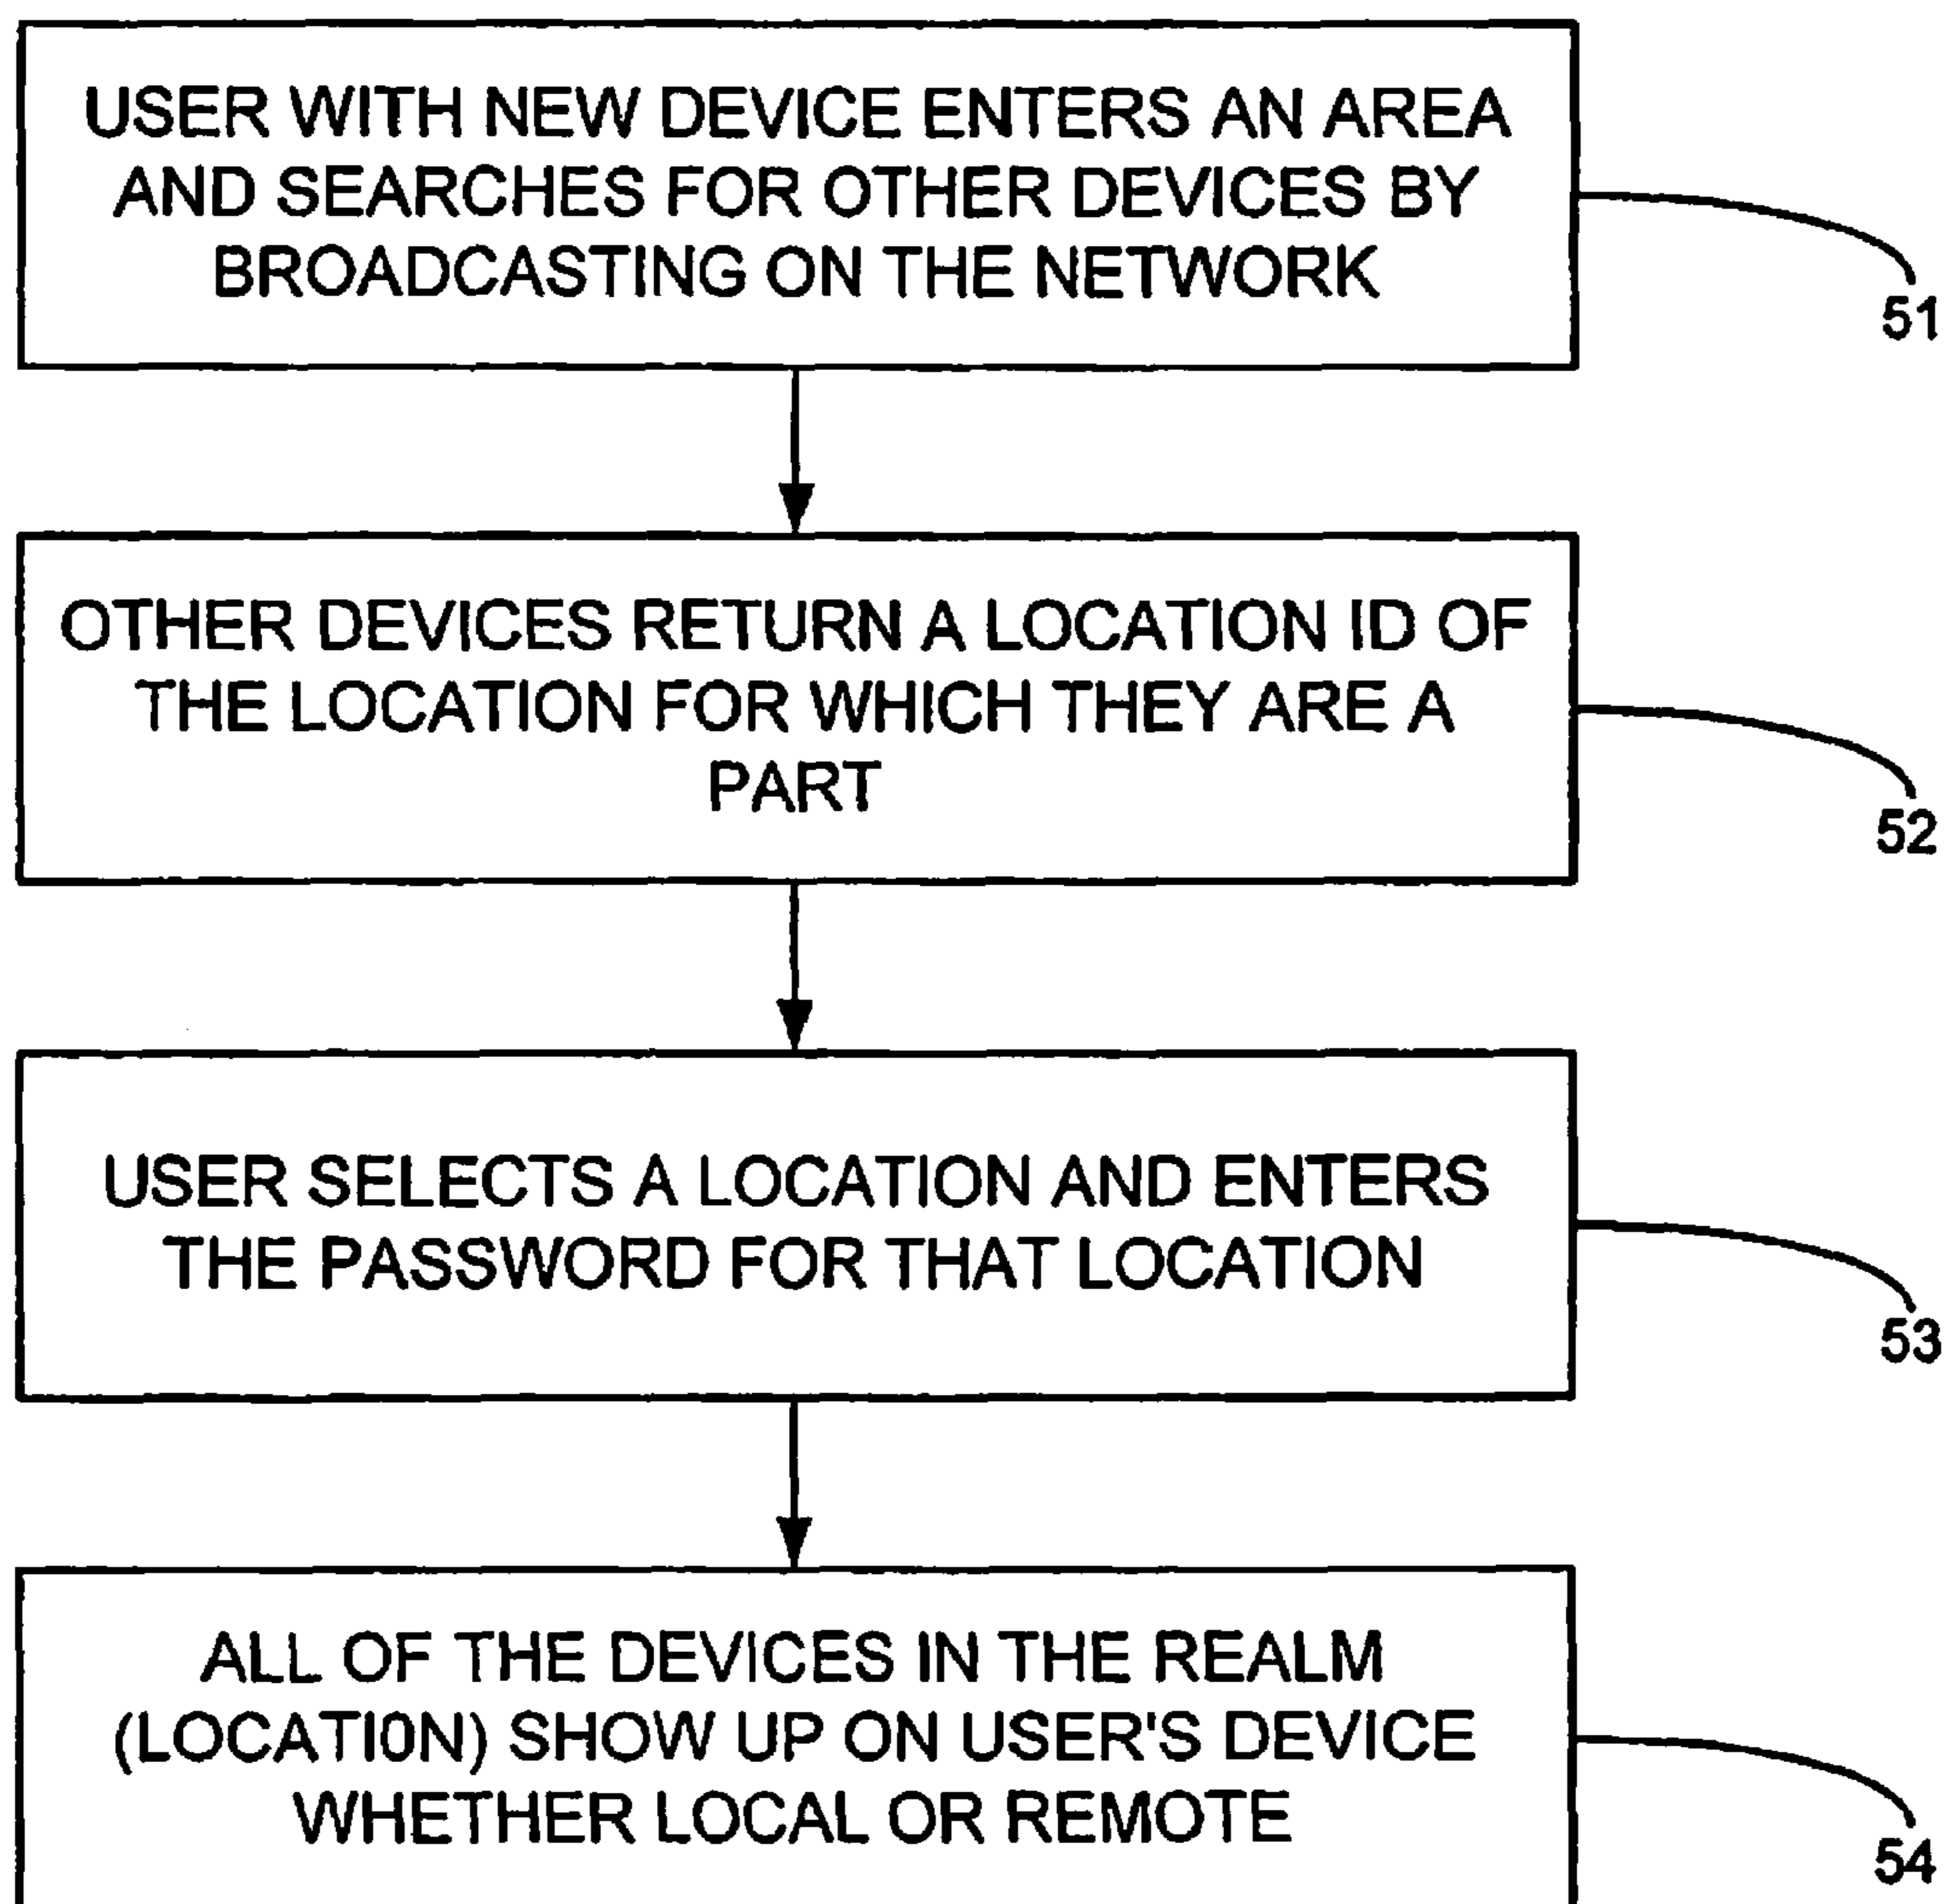 USER WITH NEW DEVICE ENTERS AN AREA
AND SEARCHES FOR OTHER DEVICES BY
BROADCASTING ON THE NETWORK
51
OTHER DEVICES RETURN A LOCATION ID OF
THE LOCATION FOR WHICH THEY ARE A
PART
52
USER SELECTS A LOCATION AND ENTERS
THE PASSWORD FOR THAT LOCATION
53
ALL OF THE DEVICES IN THE REALM
(LOCATION) SHOW UP ON USER'S DEVICE
WHETHER LOCAL OR REMOTE
54